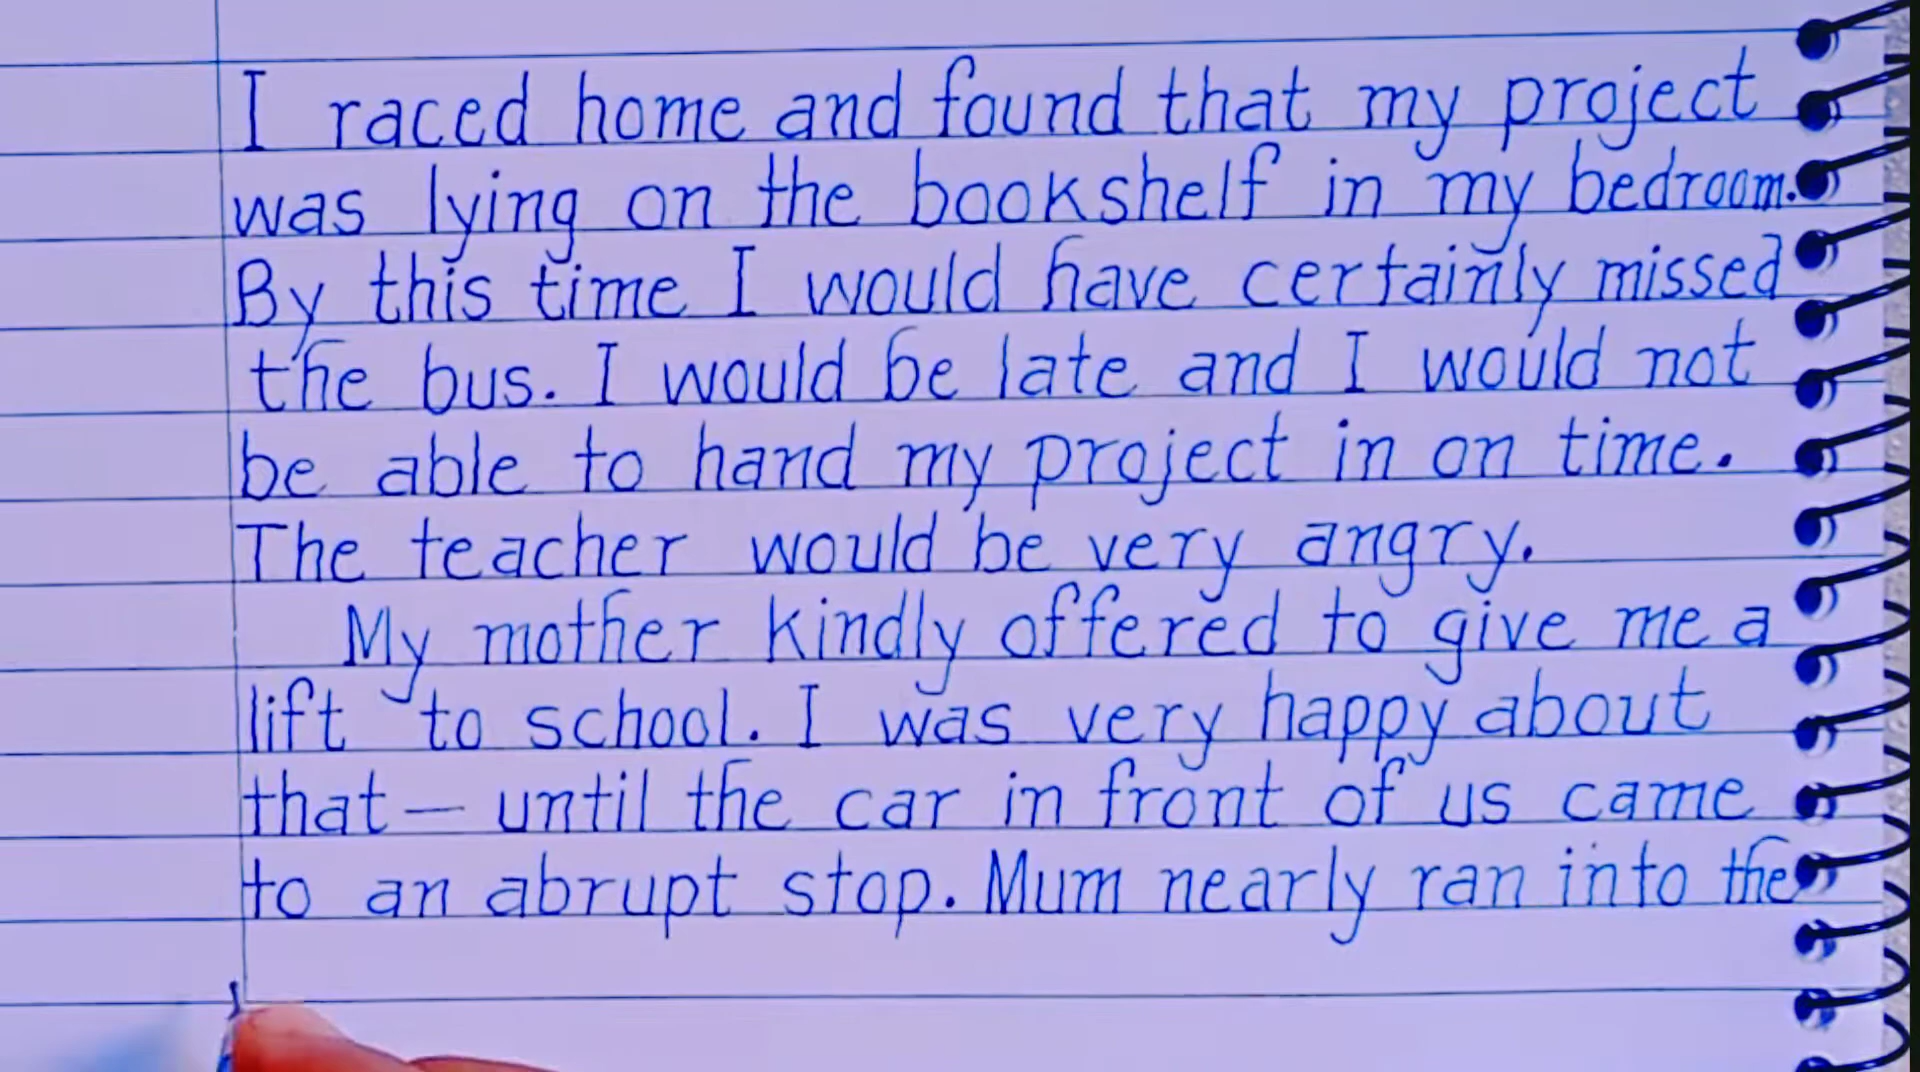 I raced home and found that my project
was lying on the bookshelf in my bedroom.
By this time I would have certainly missed
the bus. I would be late and I would not
be able to hand my project in on time.
The teacher would be very angry.
My mother kindly offered to give me a
lift to school. I was very happy about
that – until the car in front of us came
to an abrupt stop. Mum nearly ran into the